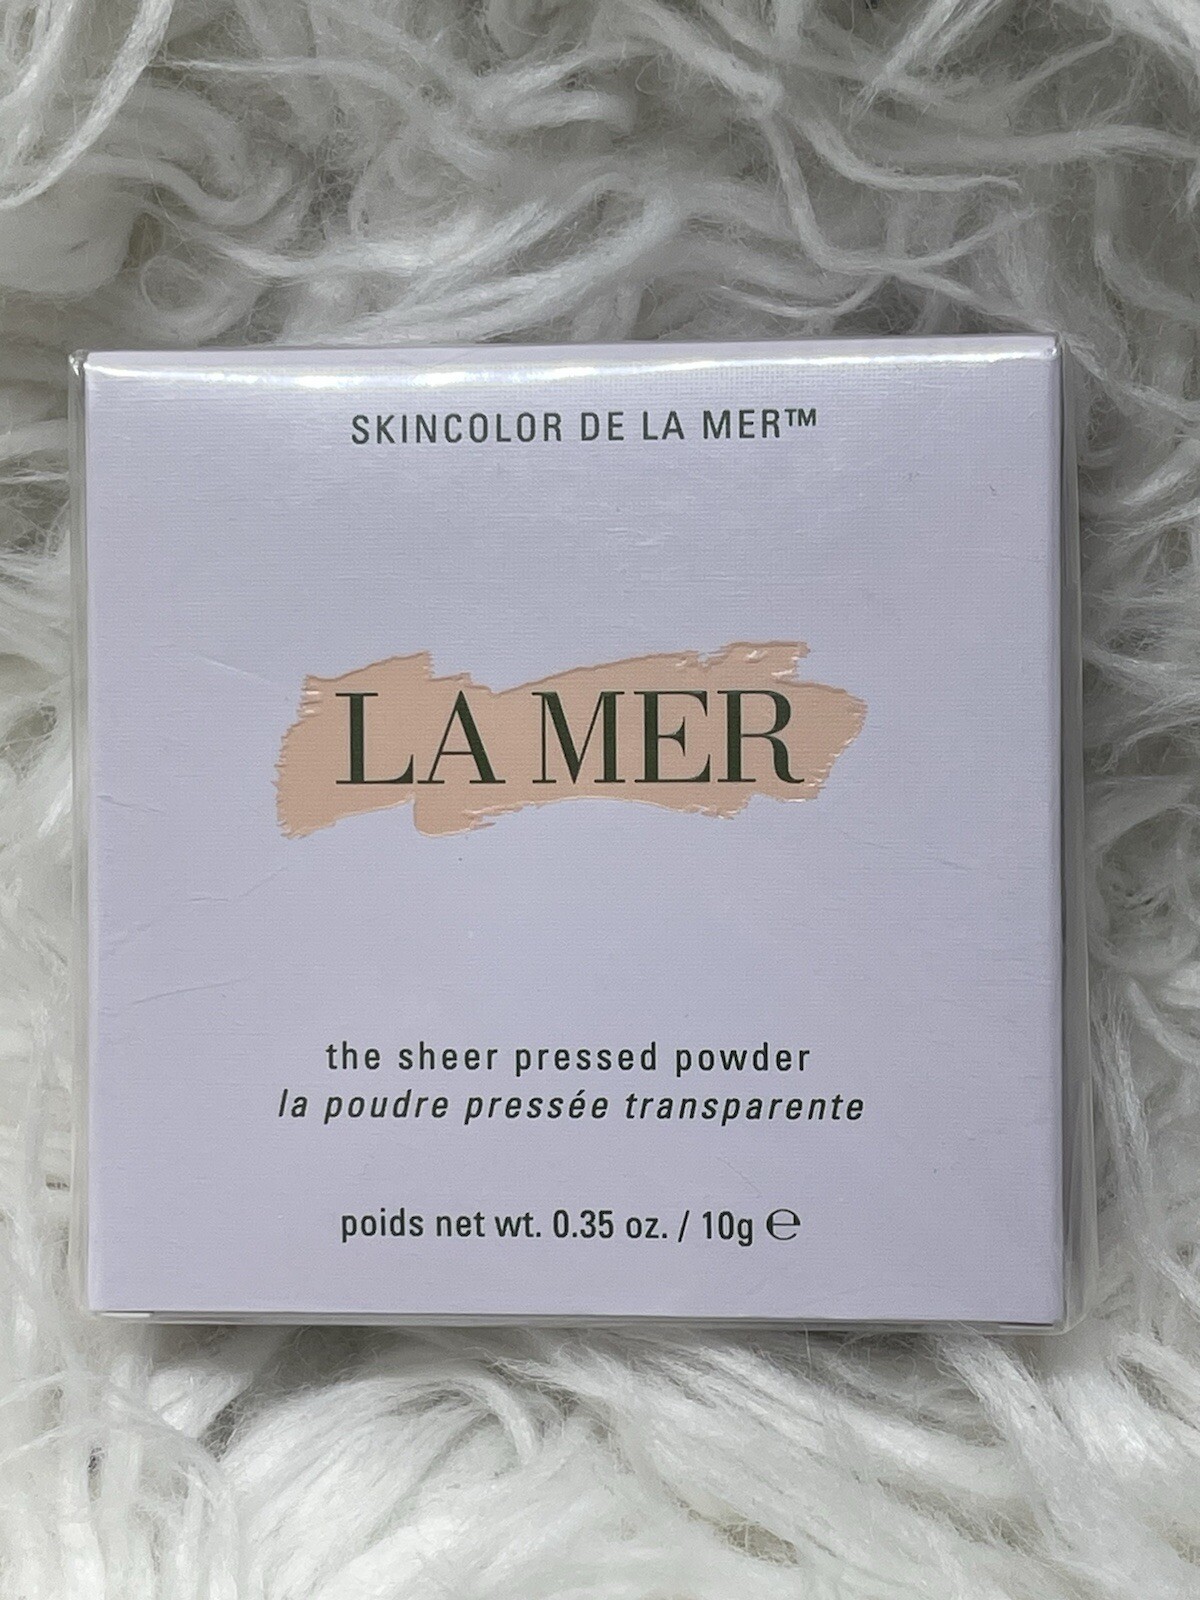 SKINCOLOR DE LA MER™
LA MER
the sheer pressed powder
la poudre pressée transparente
poids net wt. 0.35 oz. / 10g ℮